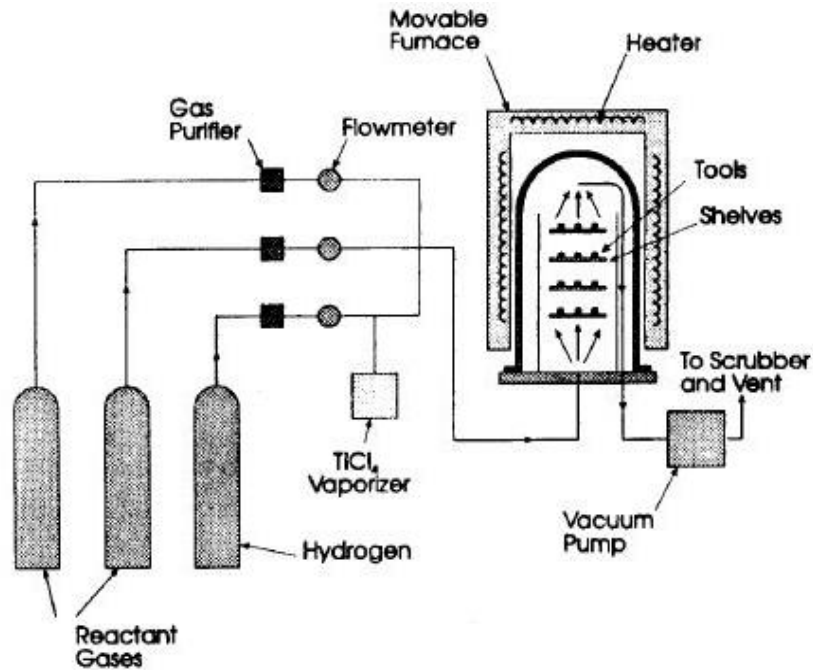 Movable
Furnace
Heater
Gas
Purifier
Flowmeter
Tools
Shelves
To Scrubber
and Vent
TiCl₄
Vaporizer
Vacuum
Pump
Hydrogen
Reactant
Gases